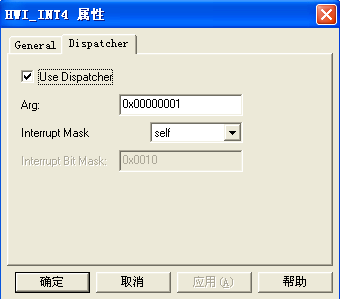 HWI_INT4 属性
General Dispatcher
Use Dispatcher
Arg: 0x00000001
Interrupt Mask self
Interrupt Bit Mask: 0x0010
确定 取消 应用(A) 帮助